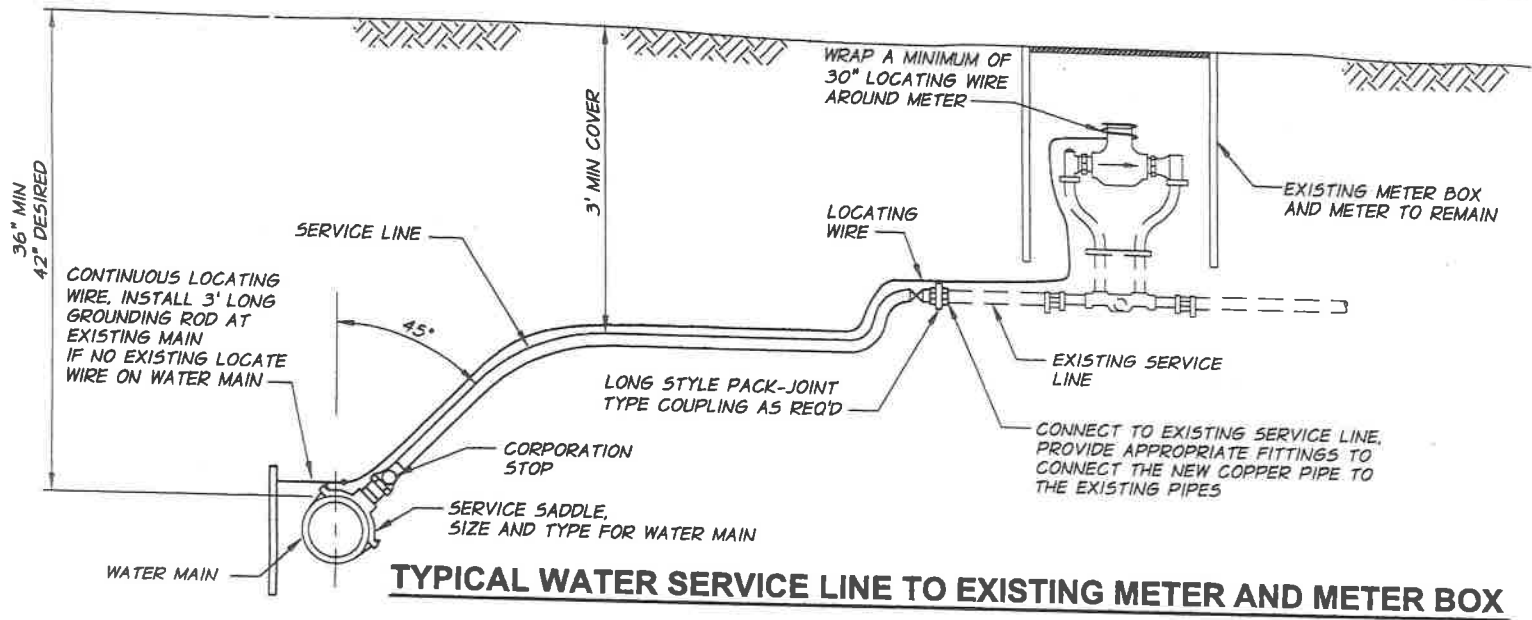 WRAP A MINIMUM OF
30" LOCATING WIRE
AROUND METER
3' MIN COVER
36" MIN
42" DESIRED
EXISTING METER BOX
AND METER TO REMAIN
LOCATING
WIRE
SERVICE LINE
CONTINUOUS LOCATING
WIRE, INSTALL 3' LONG
GROUNDING ROD AT
EXISTING MAIN
IF NO EXISTING LOCATE
WIRE ON WATER MAIN
45°
EXISTING SERVICE
LINE
LONG STYLE PACK-JOINT
TYPE COUPLING AS REQ'D
CONNECT TO EXISTING SERVICE LINE,
PROVIDE APPROPRIATE FITTINGS TO
CONNECT THE NEW COPPER PIPE TO
THE EXISTING PIPES
CORPORATION
STOP
SERVICE SADDLE,
SIZE AND TYPE FOR WATER MAIN
WATER MAIN
TYPICAL WATER SERVICE LINE TO EXISTING METER AND METER BOX